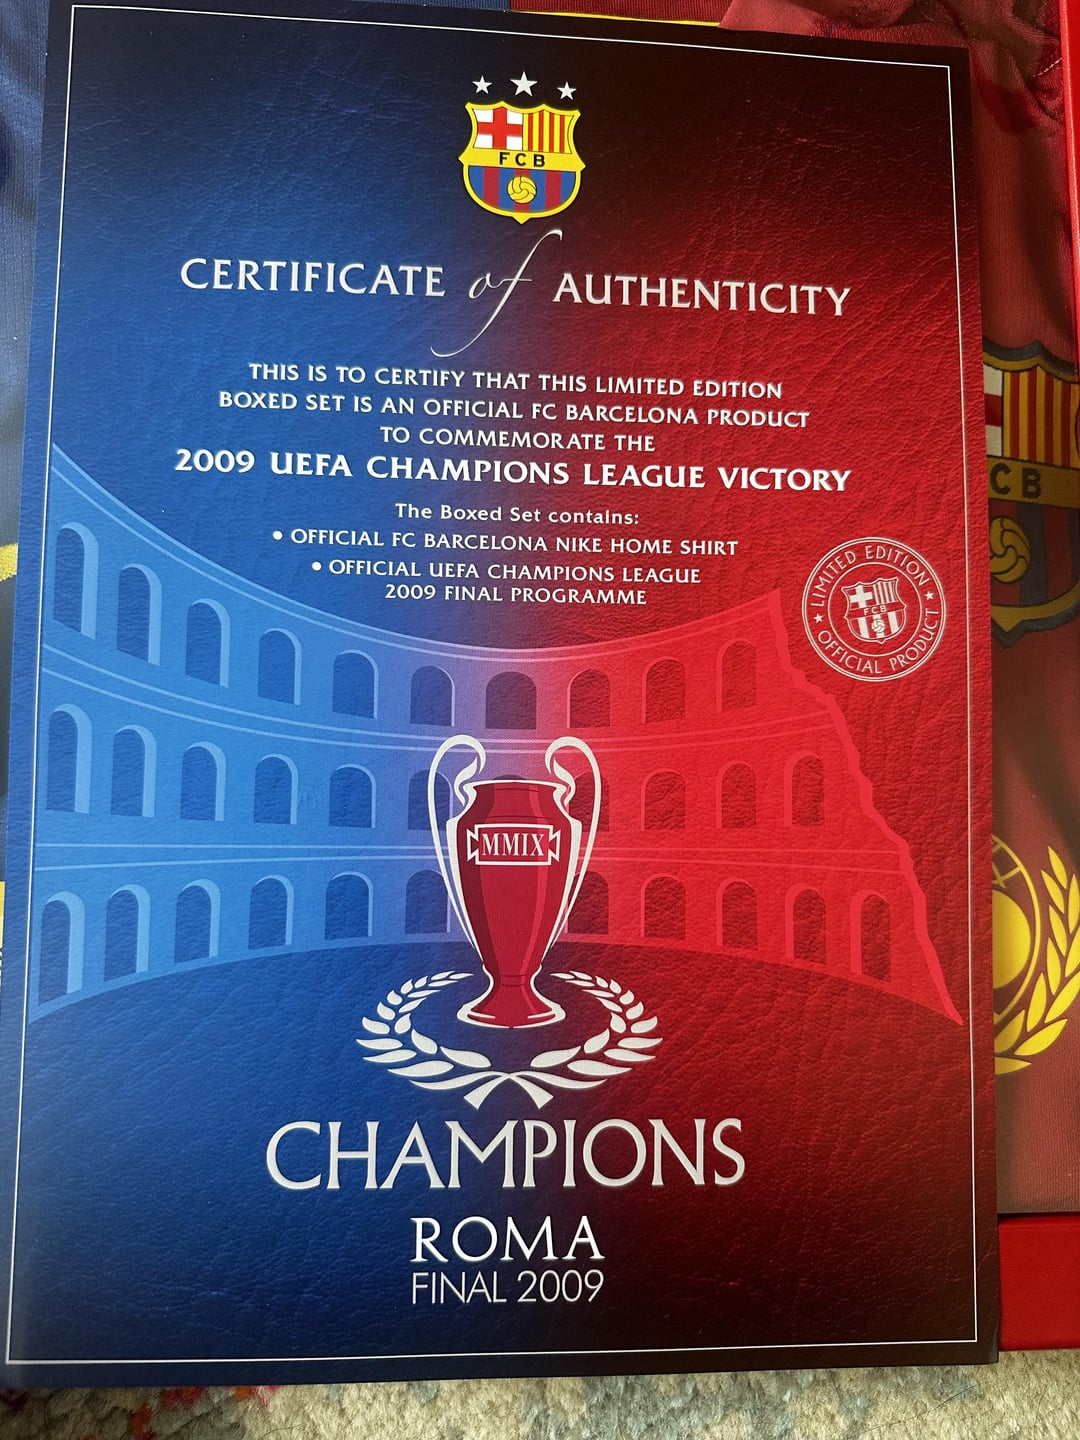 FCB
CERTIFICATE of AUTHENTICITY
THIS IS TO CERTIFY THAT THIS LIMITED EDITION
BOXED SET IS AN OFFICIAL FC BARCELONA PRODUCT
TO COMMEMORATE THE
2009 UEFA CHAMPIONS LEAGUE VICTORY
The Boxed Set contains:
• OFFICIAL FC BARCELONA NIKE HOME SHIRT
• OFFICIAL UEFA CHAMPIONS LEAGUE
2009 FINAL PROGRAMME
LIMITED EDITION
FCB
OFFICIAL PRODUCT
CB
MMIX
CHAMPIONS
ROMA
FINAL 2009